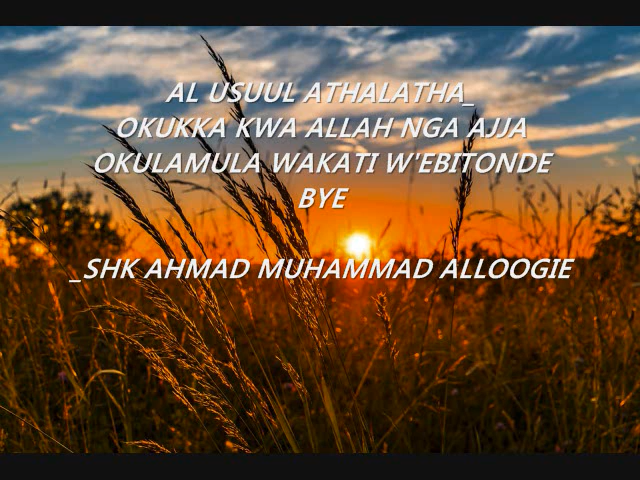 AL USUUL ATHALATHA_
OKUKKA KWA ALLAH NGA AJJA
OKULAMULA WAKATI W'EBITONDE
BYE
_SHK AHMAD MUHAMMAD ALLOOGIE